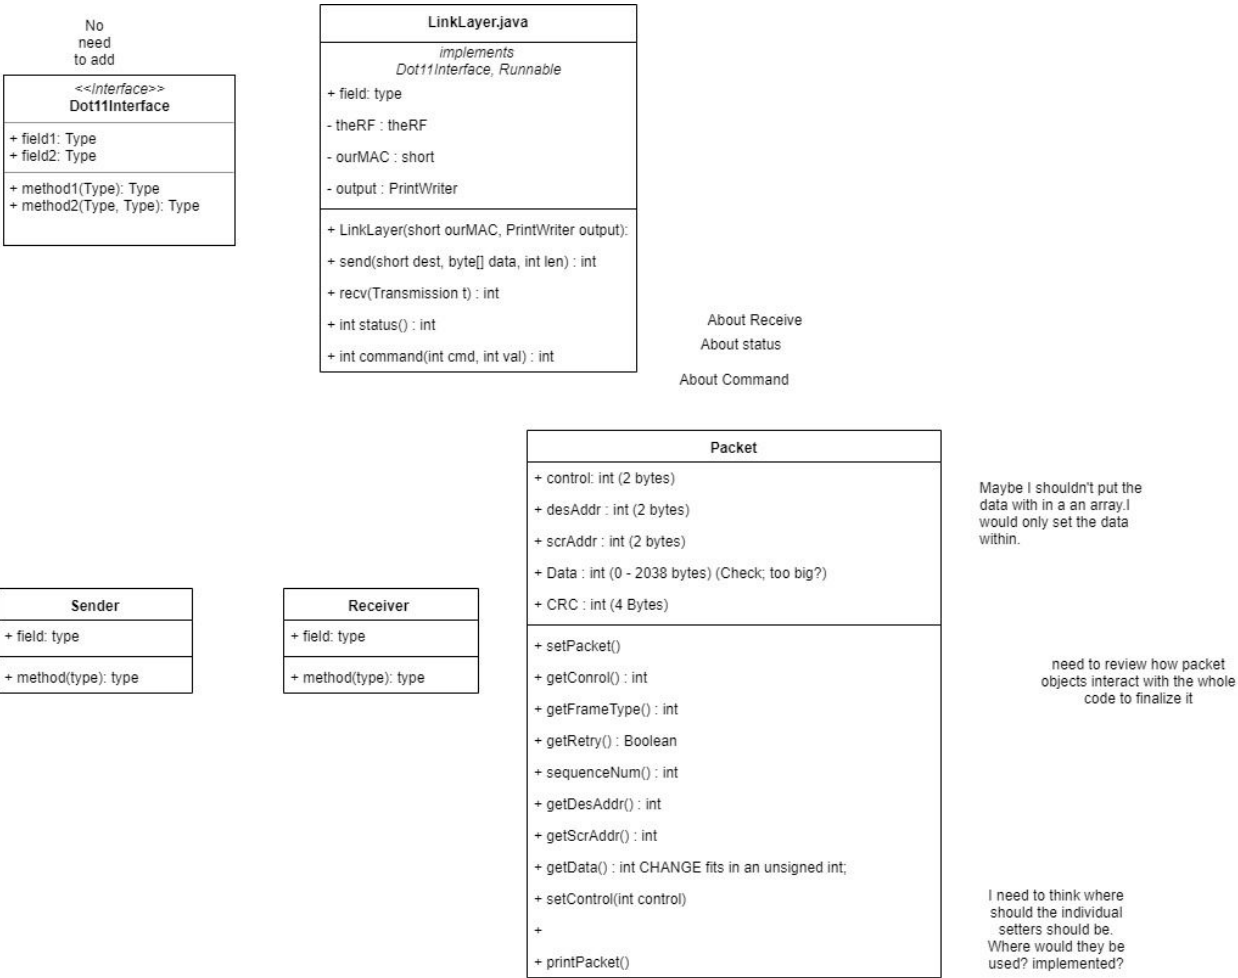 No
need
to add
<<Interface>>
Dot11Interface
+ field1: Type
+ field2: Type
+ method1(Type): Type
+ method2(Type, Type): Type
LinkLayer.java
implements
Dot11Interface, Runnable
+ field: type
- theRF : theRF
- ourMAC : short
- output : PrintWriter
+ LinkLayer(short ourMAC, PrintWriter output):
+ send(short dest, byte[] data, int len) : int
+ recv(Transmission t) : int
+ int status() : int
+ int command(int cmd, int val) : int
About Receive
About status
About Command
Packet
+ control: int (2 bytes)
+ desAddr : int (2 bytes)
+ scrAddr : int (2 bytes)
+ Data : int (0 - 2038 bytes) (Check; too big?)
+ CRC : int (4 Bytes)
+ setPacket()
+ getConrol() : int
+ getFrameType() : int
+ getRetry() : Boolean
+ sequenceNum() : int
+ getDesAddr() : int
+ getScrAddr() : int
+ getData() : int CHANGE fits in an unsigned int;
+ setControl(int control)
+
+ printPacket()
Maybe I shouldn't put the
data with in a an array.I
would only set the data
within.
Sender
+ field: type
+ method(type): type
Receiver
+ field: type
+ method(type): type
need to review how packet
objects interact with the whole
code to finalize it
I need to think where
should the individual
setters should be.
Where would they be
used? implemented?